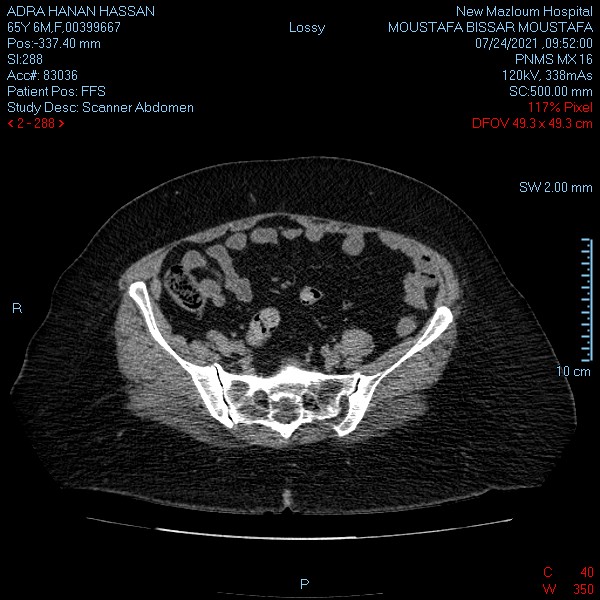 ADRA HANAN HASSAN
65Y 6M,F,00399667
Pos:-337.40 mm
SI:288
Acc#: 83036
Patient Pos: FFS
Study Desc: Scanner Abdomen
< 2 - 288 >
Lossy
New Mazloum Hospital
MOUSTAFA BISSAR MOUSTAFA
07/24/2021 ,09:52:00
PNMS MX 16
120kV, 338mAs
SC:500.00 mm
117% Pixel
DFOV 49.3 x 49.3 cm
SW 2.00 mm
R
10 cm
P
C 40
W 350